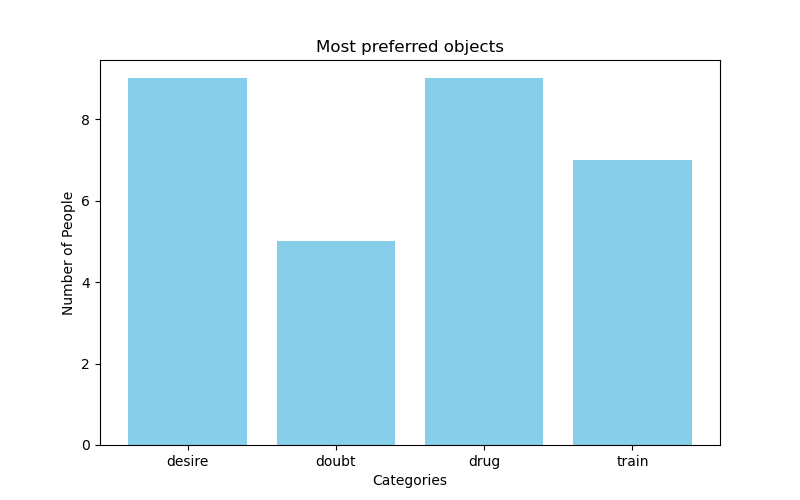 Most preferred objects
Number of People
8
6
4
2
0
desire doubt drug train
Categories